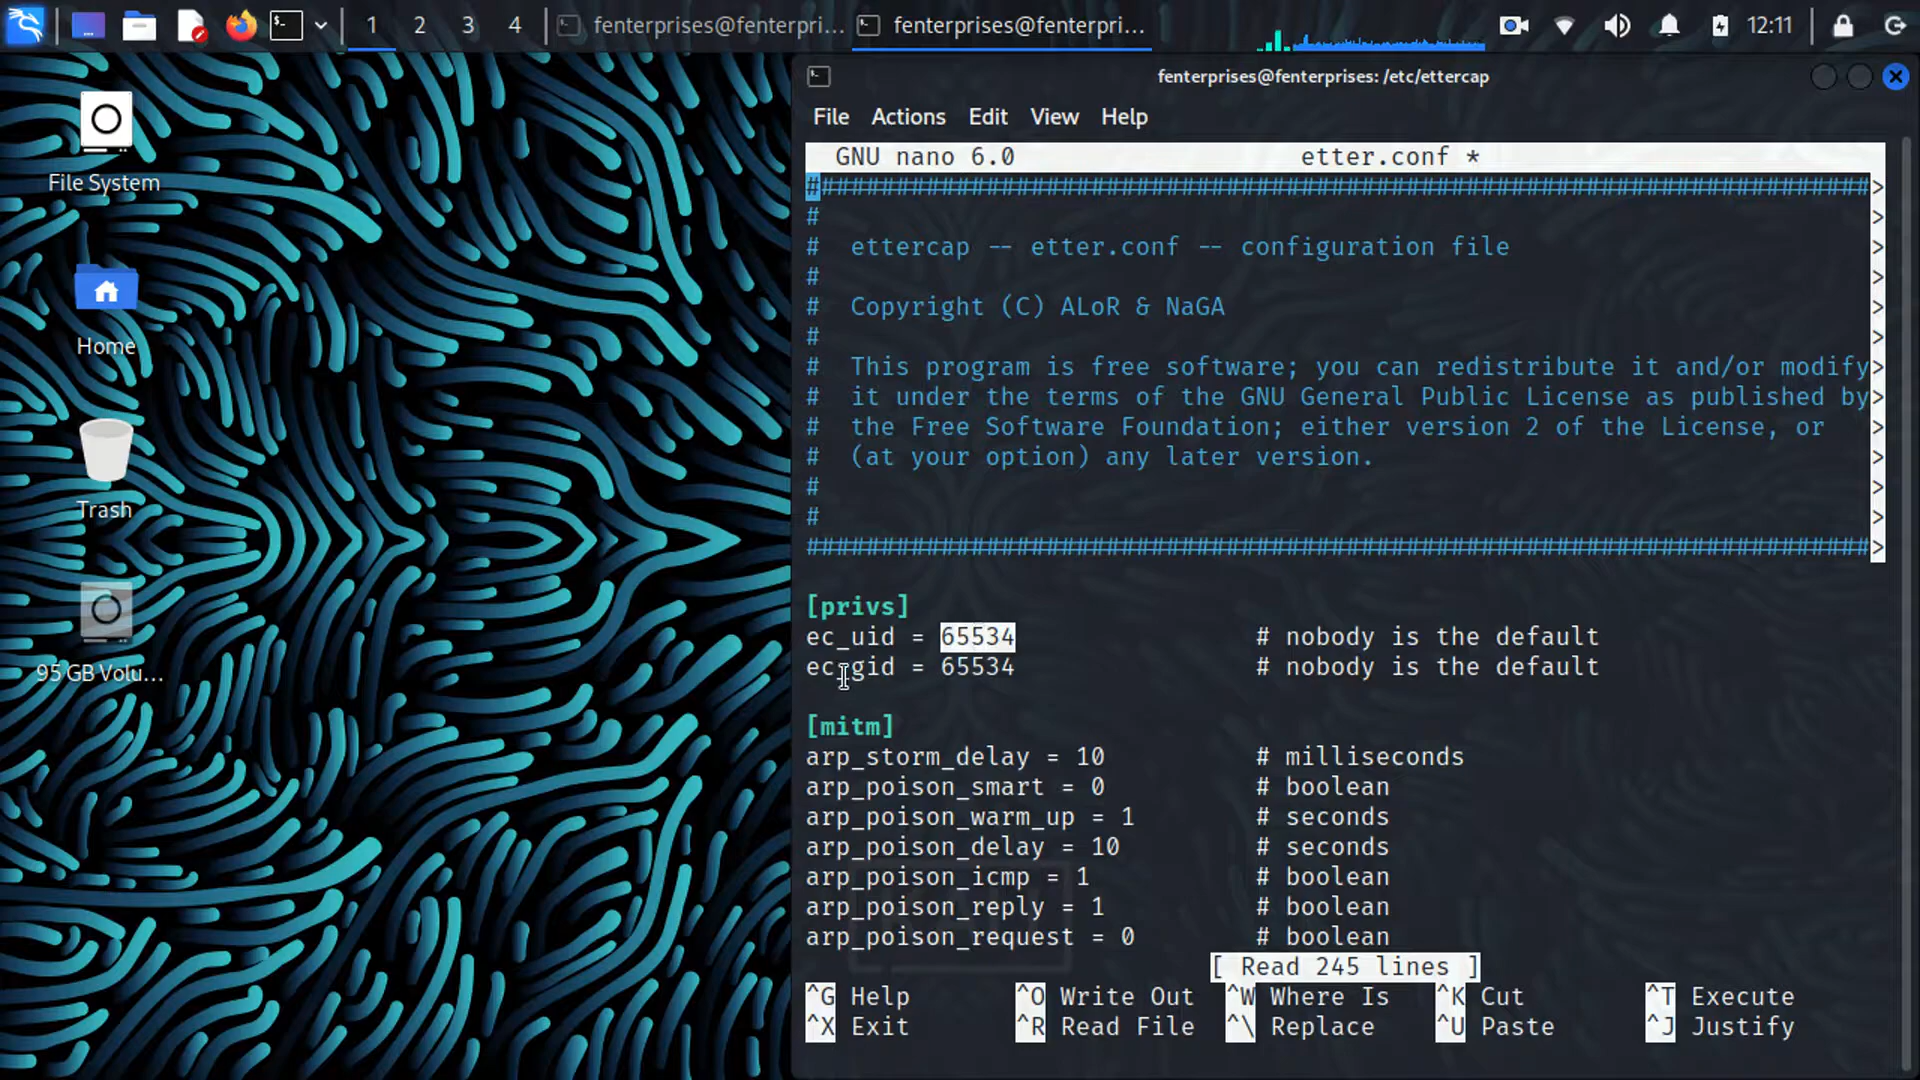 1 2 3 4 fenterprises@fenterpri... fenterprises@fenterpri... 12:11
File System
Home
Trash
95 GB Volu...
fenterprises@fenterprises: /etc/ettercap
File Actions Edit View Help
GNU nano 6.0 etter.conf *
#######################################################################>
# >
# ettercap -- etter.conf -- configuration file >
# >
# Copyright (C) ALoR & NaGA >
# >
# This program is free software; you can redistribute it and/or modify>
# it under the terms of the GNU General Public License as published by>
# the Free Software Foundation; either version 2 of the License, or >
# (at your option) any later version. >
# >
# >
#######################################################################>
[privs]
ec_uid = 65534 # nobody is the default
ec_gid = 65534 # nobody is the default
[mitm]
arp_storm_delay = 10 # milliseconds
arp_poison_smart = 0 # boolean
arp_poison_warm_up = 1 # seconds
arp_poison_delay = 10 # seconds
arp_poison_icmp = 1 # boolean
arp_poison_reply = 1 # boolean
arp_poison_request = 0 # boolean
[ Read 245 lines ]
^G Help ^O Write Out ^W Where Is ^K Cut ^T Execute
^X Exit ^R Read File ^\ Replace ^U Paste ^J Justify